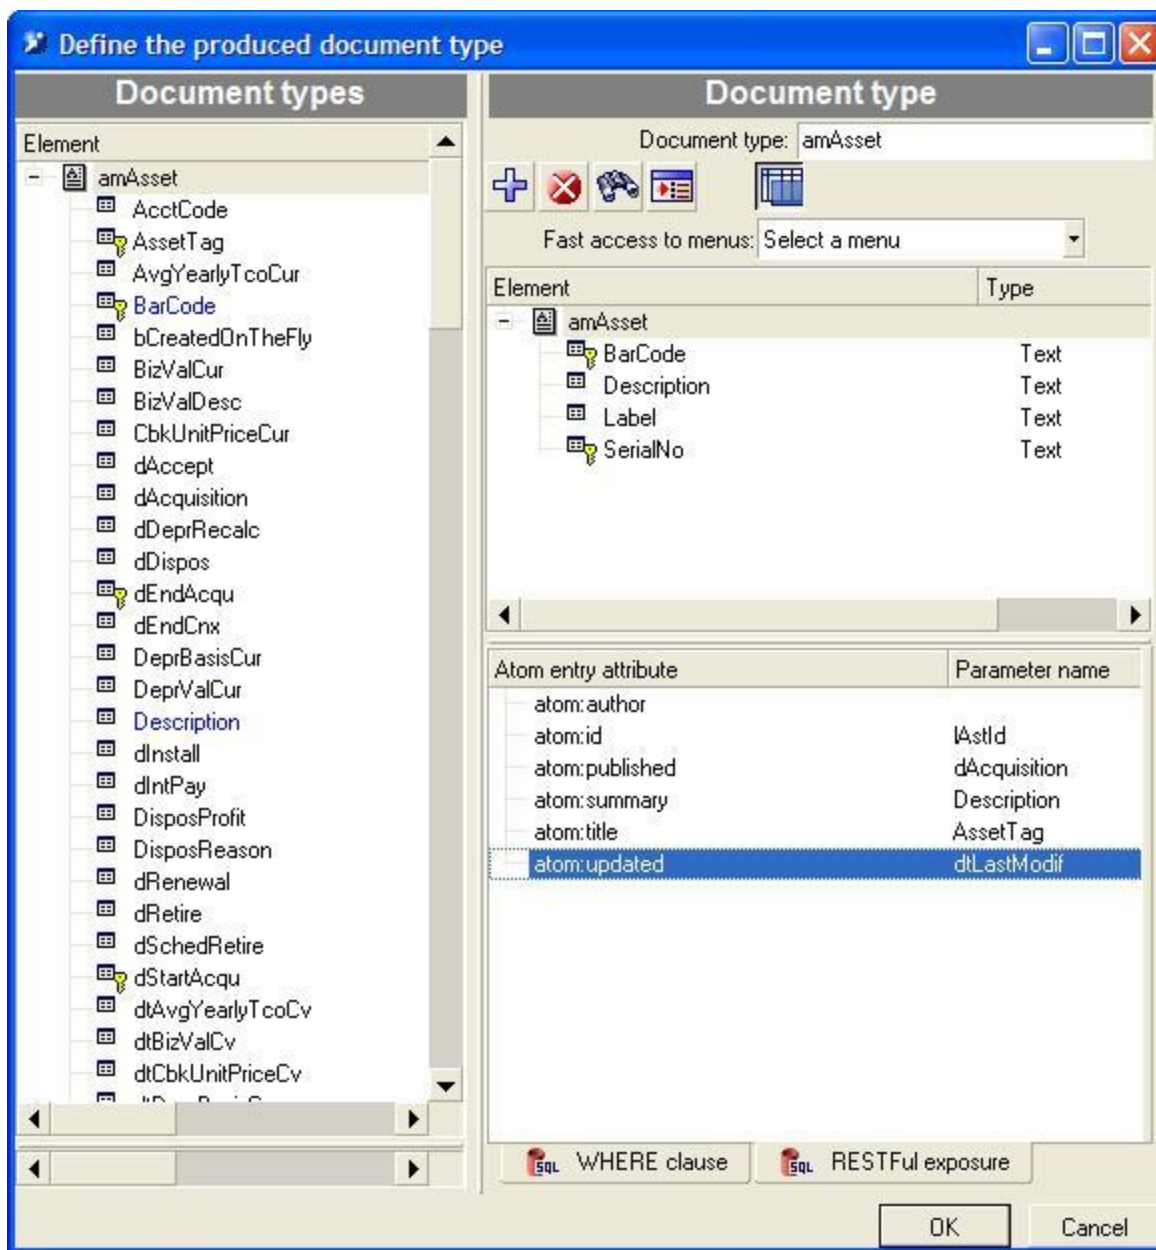 Define the produced document type
Document types
Element
amAsset
AcctCode
AssetTag
AvgYearlyTcoCur
BarCode
bCreatedOnTheFly
BizValCur
BizValDesc
CbkUnitPriceCur
dAccept
dAcquisition
dDeprRecalc
dDispos
dEndAcqu
dEndCnx
DeprBasisCur
DeprValCur
Description
dInstall
dIntPay
DisposProfit
DisposReason
dRenewal
dRetire
dSchedRetire
dStartAcqu
dtAvgYearlyTcoCv
dtBizValCv
dtCbkUnitPriceCv
Document type
Document type: amAsset
Fast access to menus: Select a menu
Element Type
amAsset
BarCode Text
Description Text
Label Text
SerialNo Text
Atom entry attribute Parameter name
atom:author
atom:id lAstId
atom:published dAcquisition
atom:summary Description
atom:title AssetTag
atom:updated dtLastModif
SQL WHERE clause SQL RESTFul exposure
OK Cancel